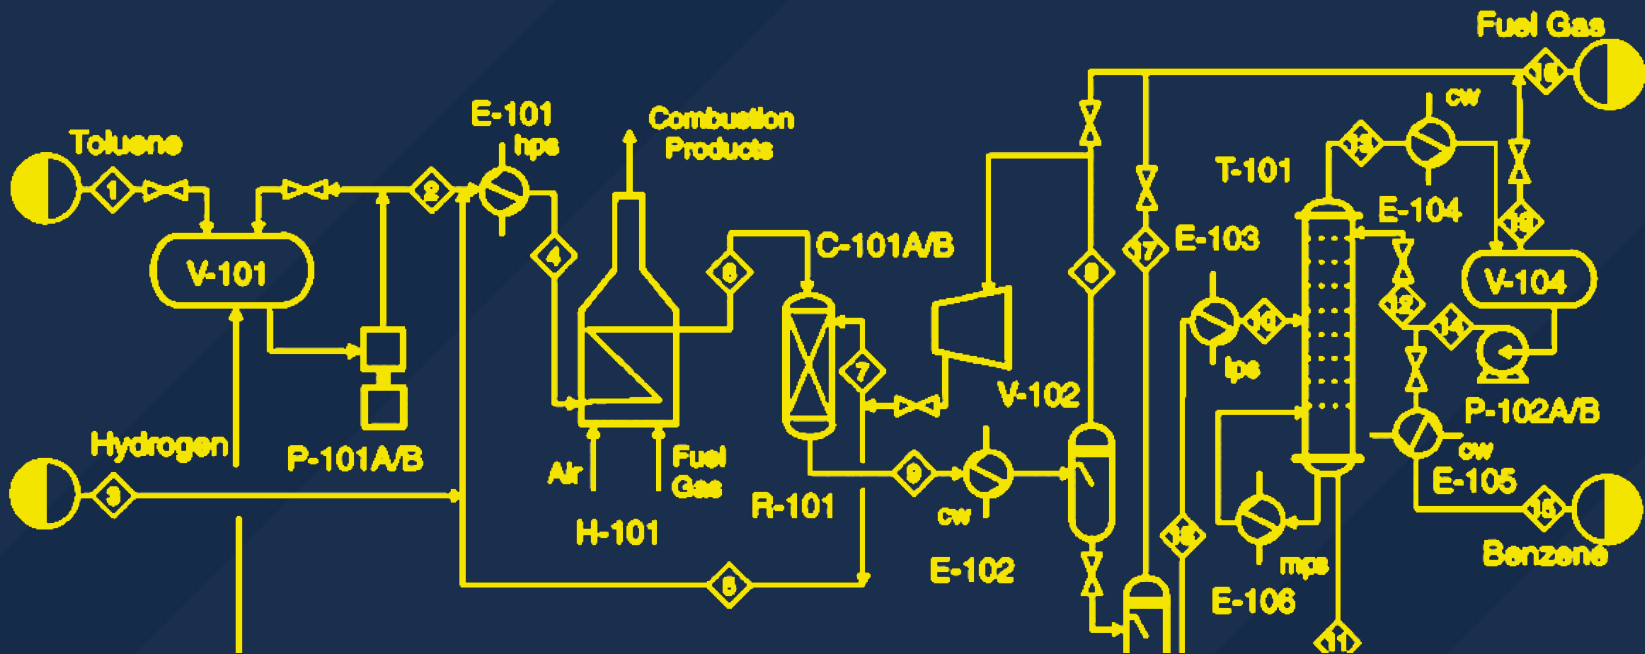 Fuel Gas
16
cw
E-101
hps
Combustion
Products
Toluene
13
T-101
1
2
E-104
19
E-103
C-101A/B
17
4
6
8
V-101
V-104
12
10
14
7
lps
V-102
P-102A/B
Hydrogen
P-101A/B
cw
Air
Fuel
Gas
9
E-105
3
R-101
15
cw
H-101
18
Benzene
E-102
mps
5
E-106
11